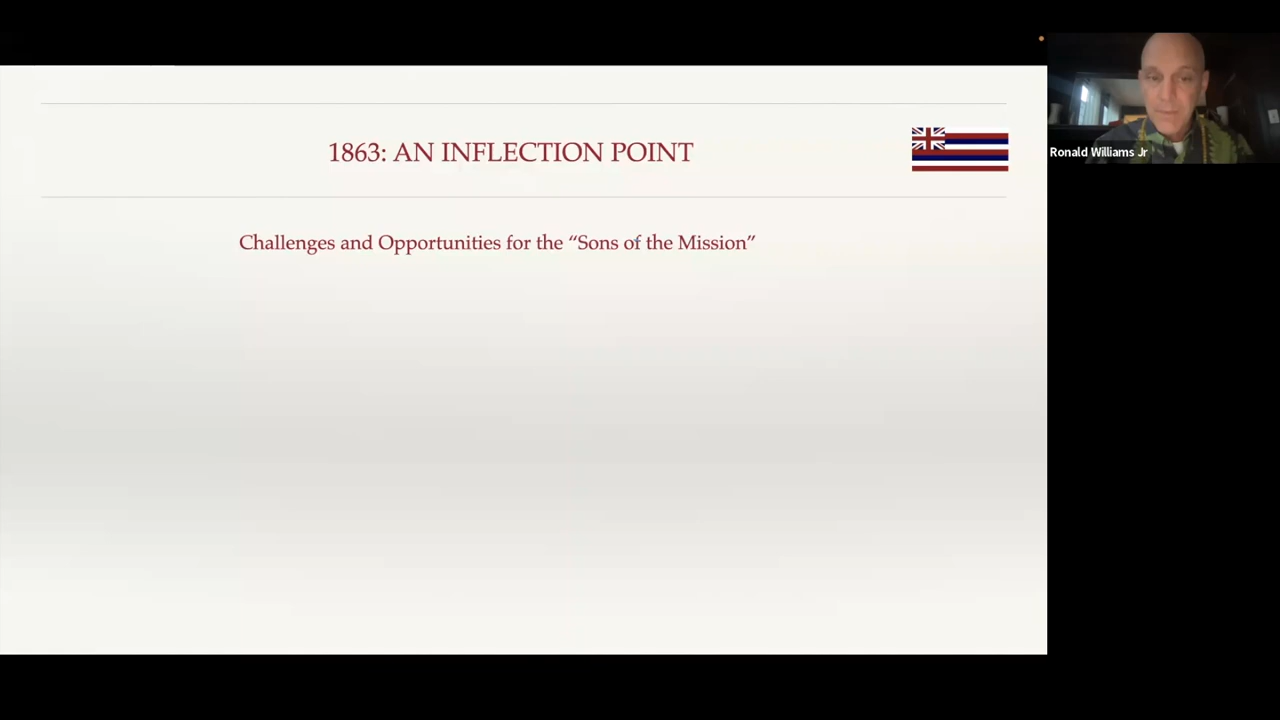 1863: AN INFLECTION POINT
Challenges and Opportunities for the “Sons of the Mission”
Ronald Williams Jr